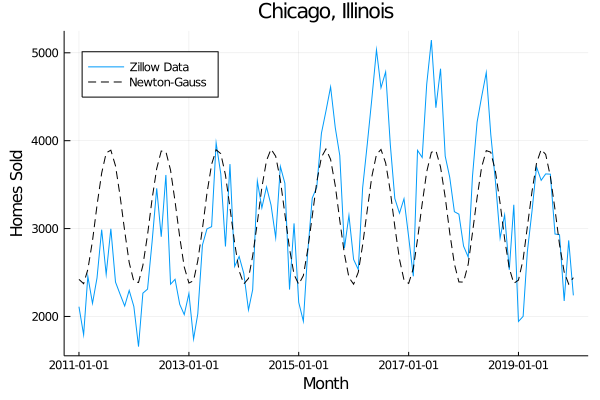 Chicago, Illinois
Zillow Data
Newton-Gauss
5000
4000
3000
2000
Homes Sold
2011-01-01 2013-01-01 2015-01-01 2017-01-01 2019-01-01
Month